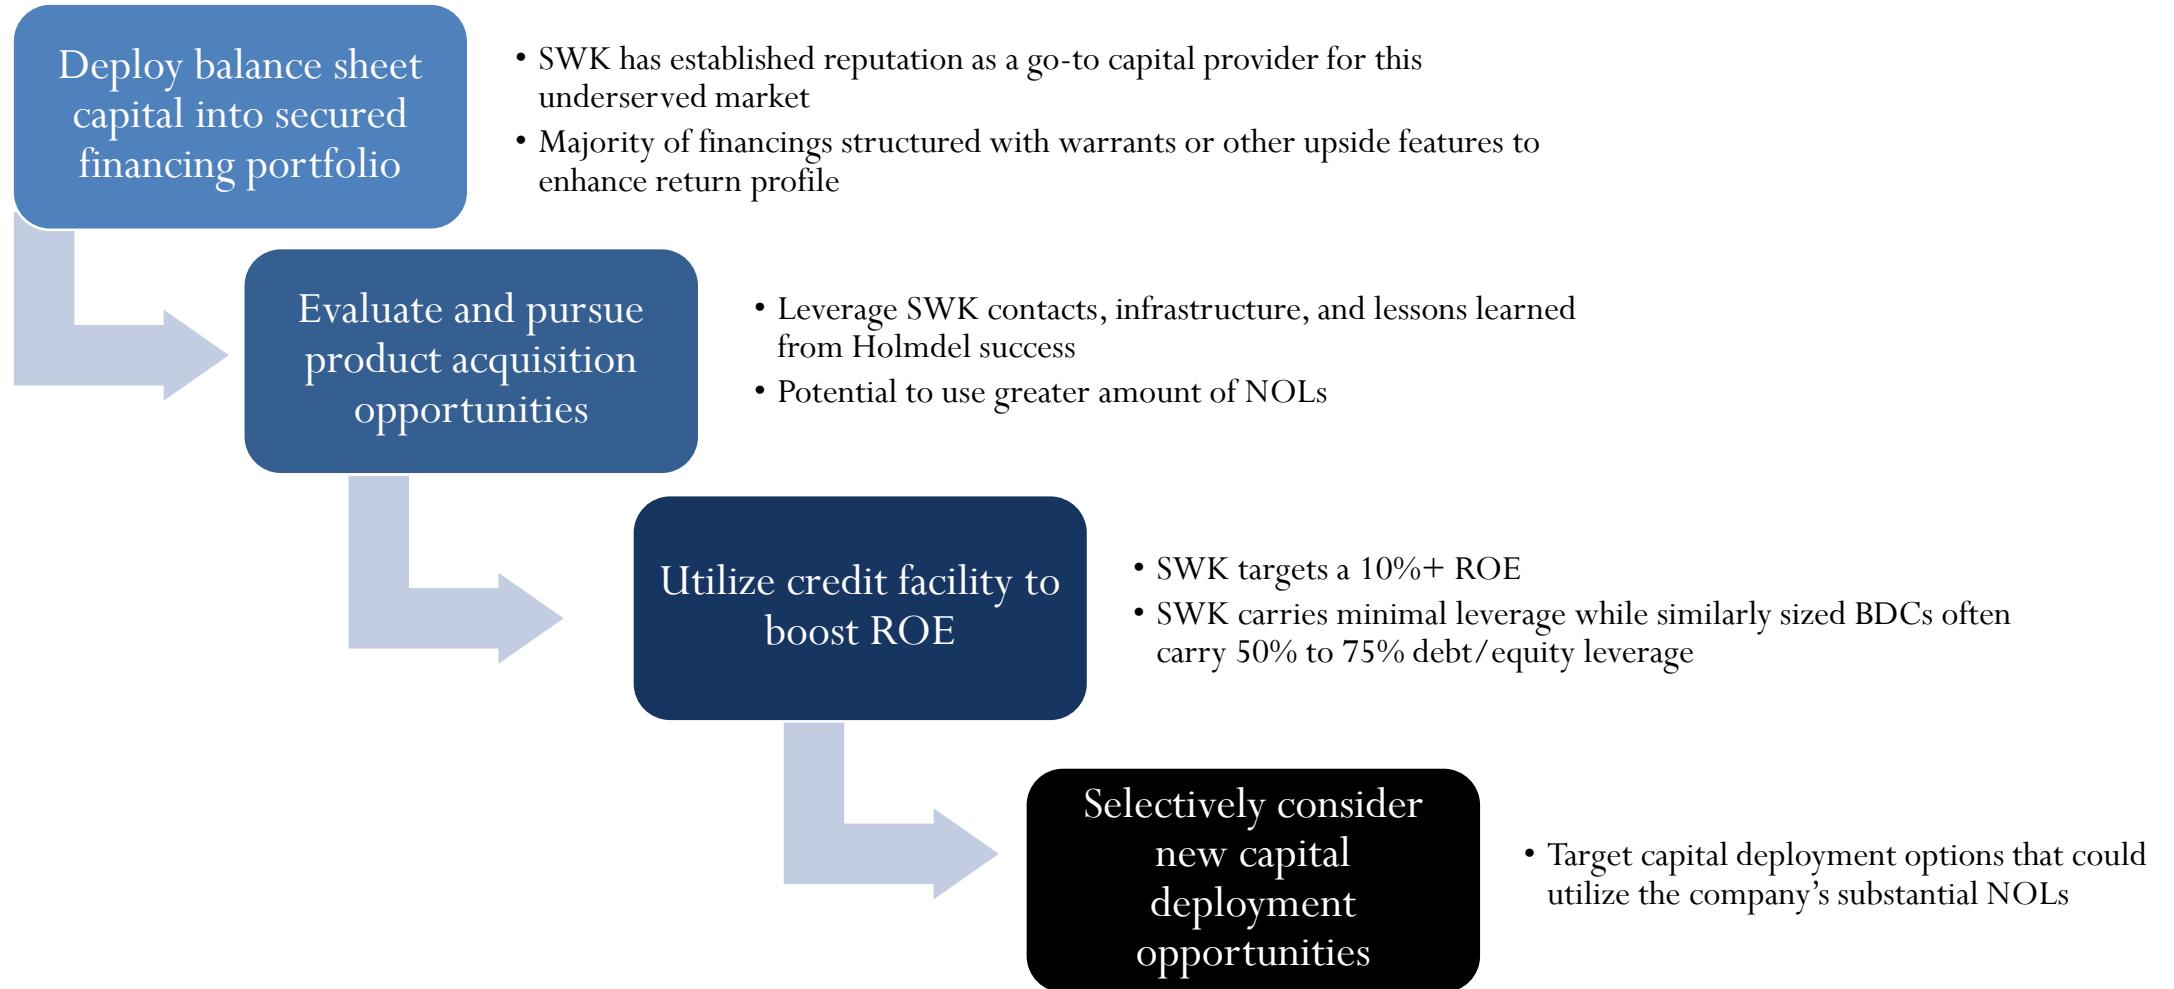 Deploy balance sheet
capital into secured
financing portfolio
• SWK has established reputation as a go-to capital provider for this
underserved market
• Majority of financings structured with warrants or other upside features to
enhance return profile
Evaluate and pursue
product acquisition
opportunities
• Leverage SWK contacts, infrastructure, and lessons learned
from Holmdel success
• Potential to use greater amount of NOLs
Utilize credit facility to
boost ROE
• SWK targets a 10%+ ROE
• SWK carries minimal leverage while similarly sized BDCs often
carry 50% to 75% debt/equity leverage
Selectively consider
new capital
deployment
opportunities
• Target capital deployment options that could
utilize the company’s substantial NOLs